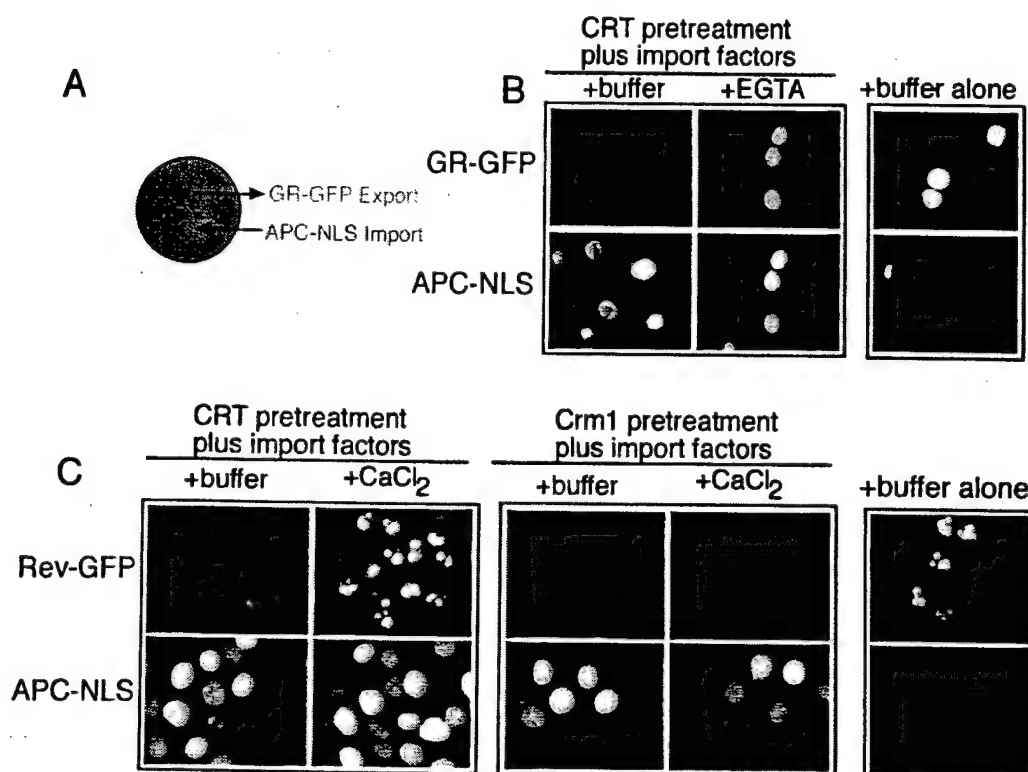 A
GR-GFP Export
APC-NLS Import
B
CRT pretreatment
plus import factors
+buffer
+EGTA
+buffer alone
GR-GFP
APC-NLS
C
CRT pretreatment
plus import factors
+buffer
+CaCl2
Crm1 pretreatment
plus import factors
+buffer
+CaCl2
+buffer alone
Rev-GFP
APC-NLS